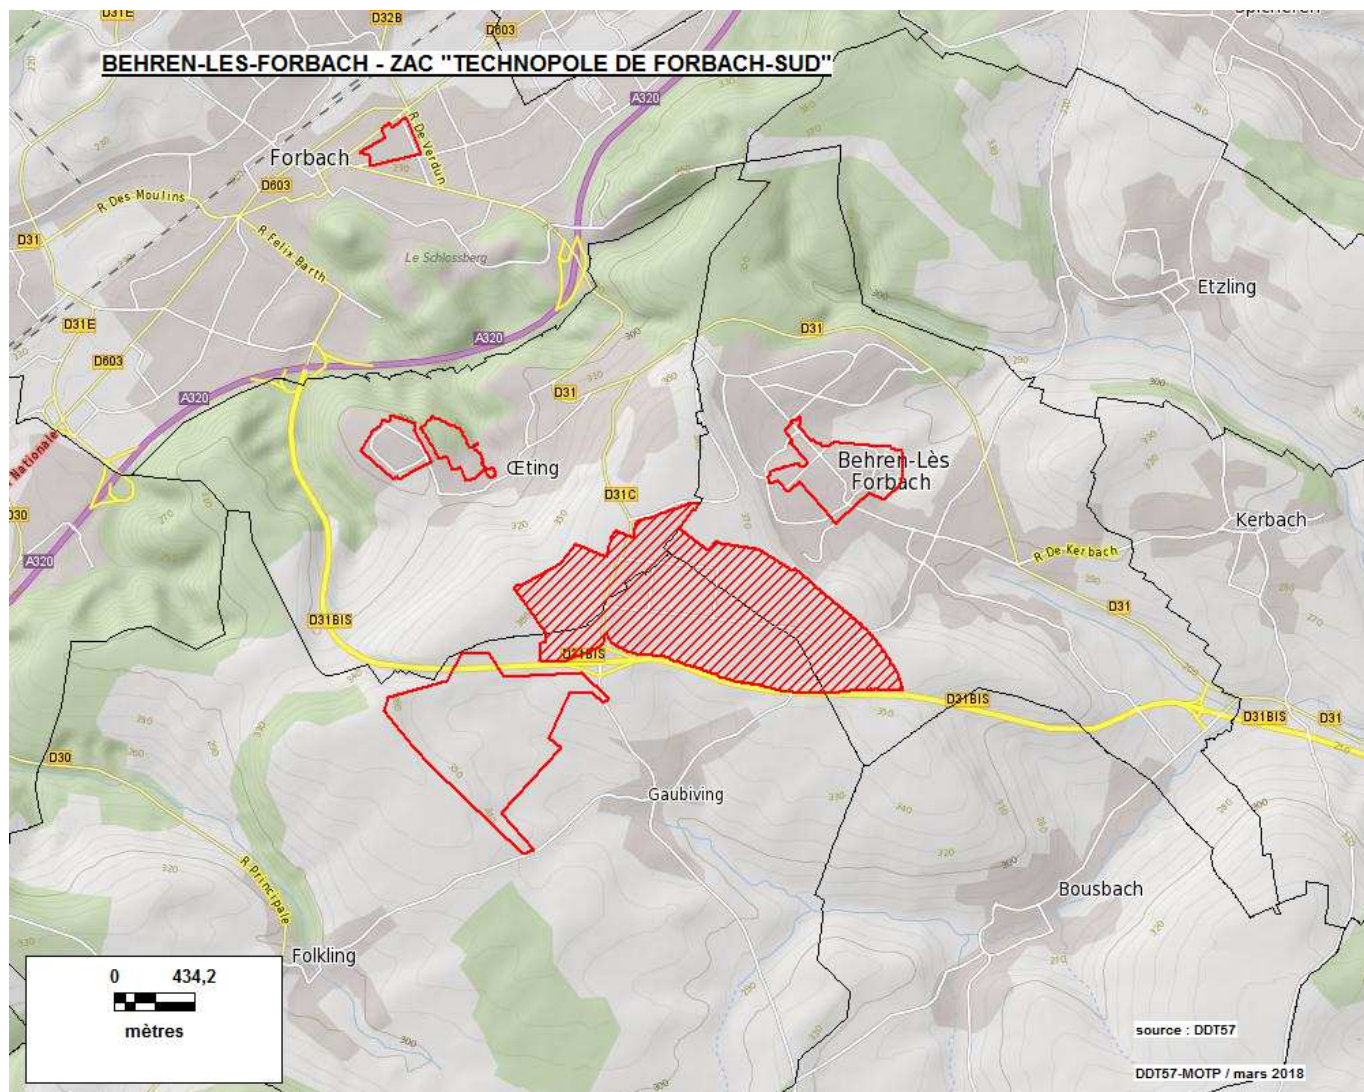 D31E
D32B
D603
Spicheren
BEHREN-LES-FORBACH - ZAC "TECHNOPOLE DE FORBACH-SUD"
A320
R De Verdun
Forbach
D603
R Des Moulins
D31
R Felix Barth
Le Schlossberg
Etzling
D31E
D603
A320
D31
A320
D31
Nationale
Œting
Behren-Lès
Forbach
D31C
D30
Kerbach
R De Kerbach
A320
D31BIS
D31
D31BIS
D31BIS
D31BIS
D31
D30
Gaubiving
R Principale
Bousbach
Folkling
0 434,2
mètres
source : DDT57
DDT57-MOTP / mars 2018